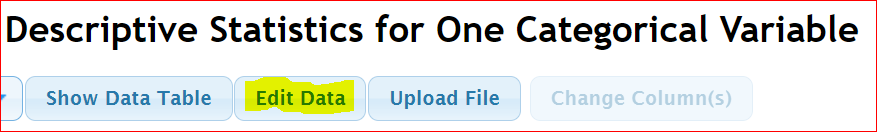 Descriptive Statistics for One Categorical Variable
Show Data Table Edit Data Upload File Change Column(s)